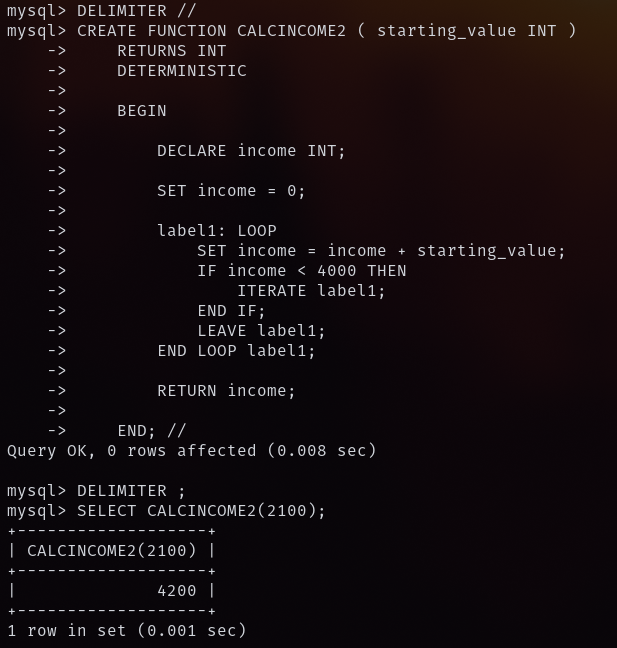 mysql> DELIMITER //
mysql> CREATE FUNCTION CALCINCOME2 ( starting_value INT )
    ->     RETURNS INT
    ->     DETERMINISTIC
    ->
    ->     BEGIN
    ->
    ->         DECLARE income INT;
    ->
    ->         SET income = 0;
    ->
    ->         label1: LOOP
    ->             SET income = income + starting_value;
    ->             IF income < 4000 THEN
    ->                 ITERATE label1;
    ->             END IF;
    ->             LEAVE label1;
    ->         END LOOP label1;
    ->
    ->         RETURN income;
    ->
    ->     END; //
Query OK, 0 rows affected (0.008 sec)

mysql> DELIMITER ;
mysql> SELECT CALCINCOME2(2100);
+-------------------+
| CALCINCOME2(2100) |
+-------------------+
|              4200 |
+-------------------+
1 row in set (0.001 sec)